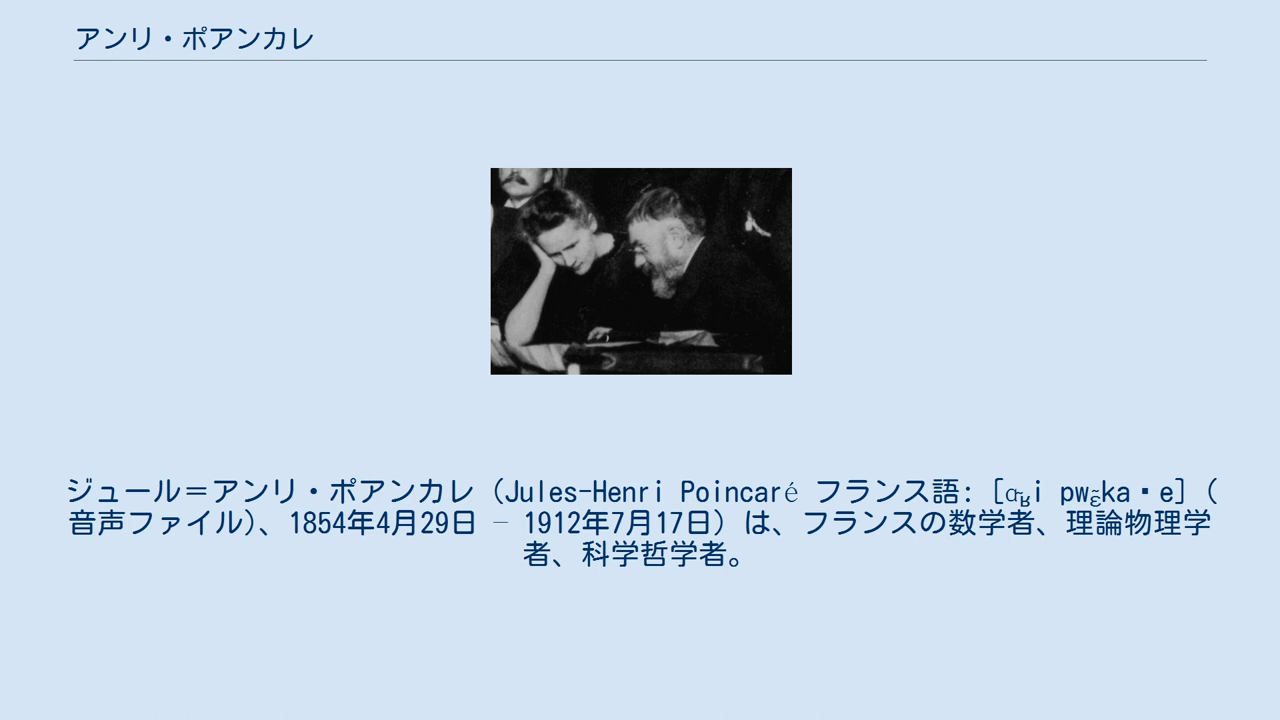 アンリ・ポアンカレ
ジュール＝アンリ・ポアンカレ（Jules-Henri Poincaré フランス語: [ɑ̃ʁi pwɛ̃ka･e]（
音声ファイル)、1854年4月29日 – 1912年7月17日）は、フランスの数学者、理論物理学
者、科学哲学者。